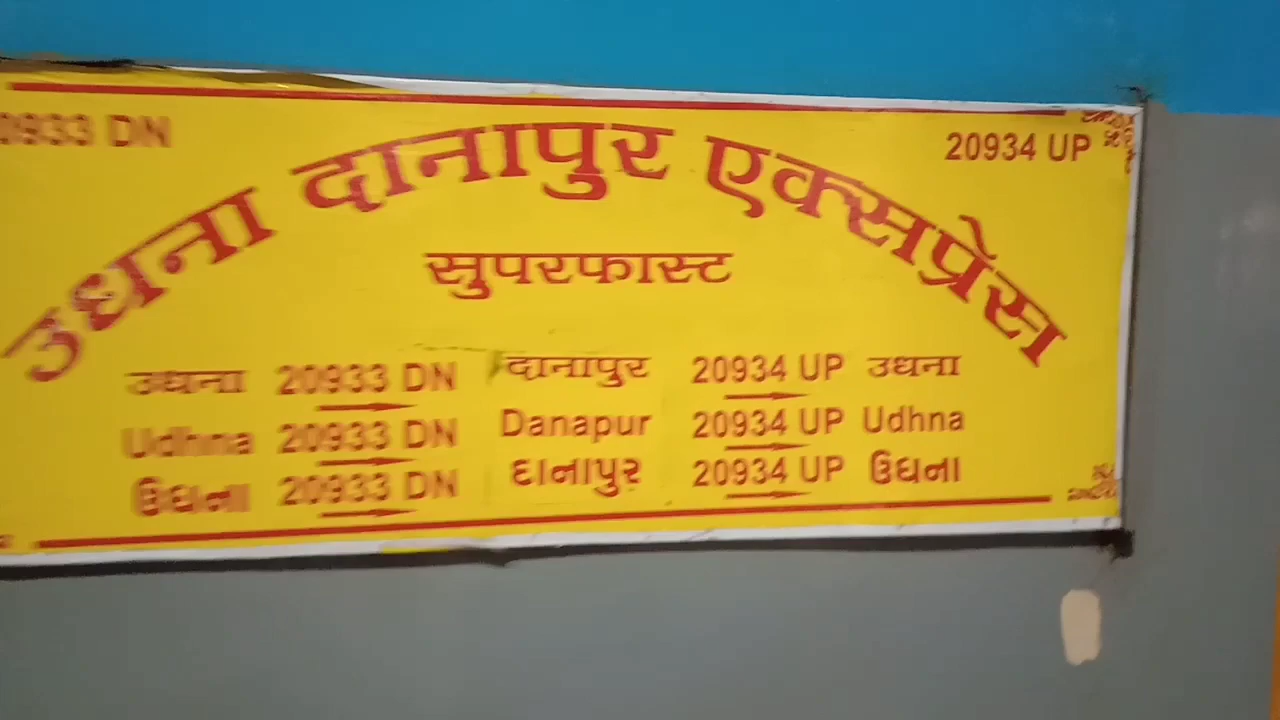 0933 DN
20934 UP
उधना दानापुर एक्सप्रेस
सुपरफास्ट
उधना 20933 DN दानापुर 20934 UP उधना
Udhna 20933 DN Danapur 20934 UP Udhna
ઉધના 20933 DN દાનાપુર 20934 UP ઉધના